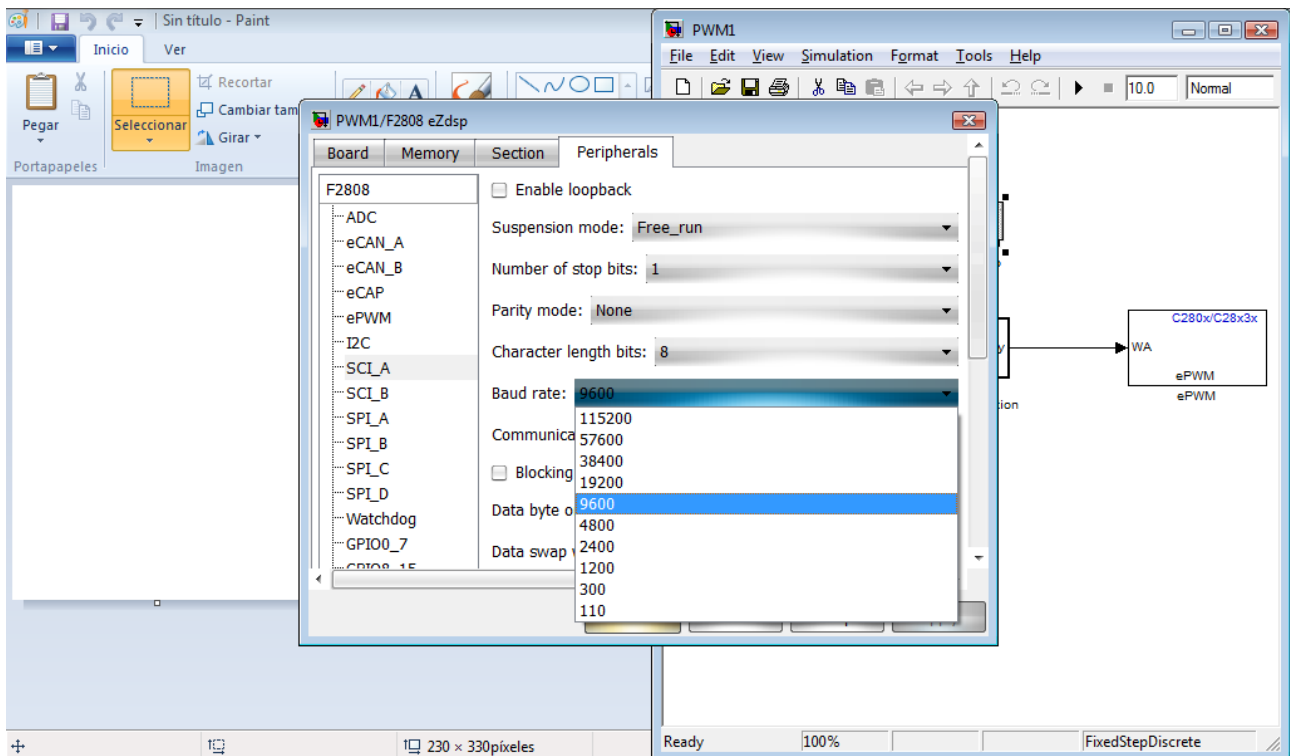 Sin título - Paint
Inicio Ver
Pegar
Seleccionar
Recortar
Cambiar tam
Girar
A
Portapapeles
Imagen
PWM1
File Edit View Simulation Format Tools Help
10.0 Normal
PWM1/F2808 eZdsp
Board Memory Section Peripherals
F2808
ADC
eCAN_A
eCAN_B
eCAP
ePWM
I2C
SCI_A
SCI_B
SPI_A
SPI_B
SPI_C
SPI_D
Watchdog
GPIO0_7
GPIO8_15
Enable loopback
Suspension mode: Free_run
Number of stop bits: 1
Parity mode: None
Character length bits: 8
Baud rate: 9600
115200
57600
38400
19200
9600
4800
2400
1200
300
110
Communica
Blocking
Data byte o
Data swap
y
tion
C280x/C28x3x
WA
ePWM
ePWM
230 × 330píxeles
Ready 100% FixedStepDiscrete